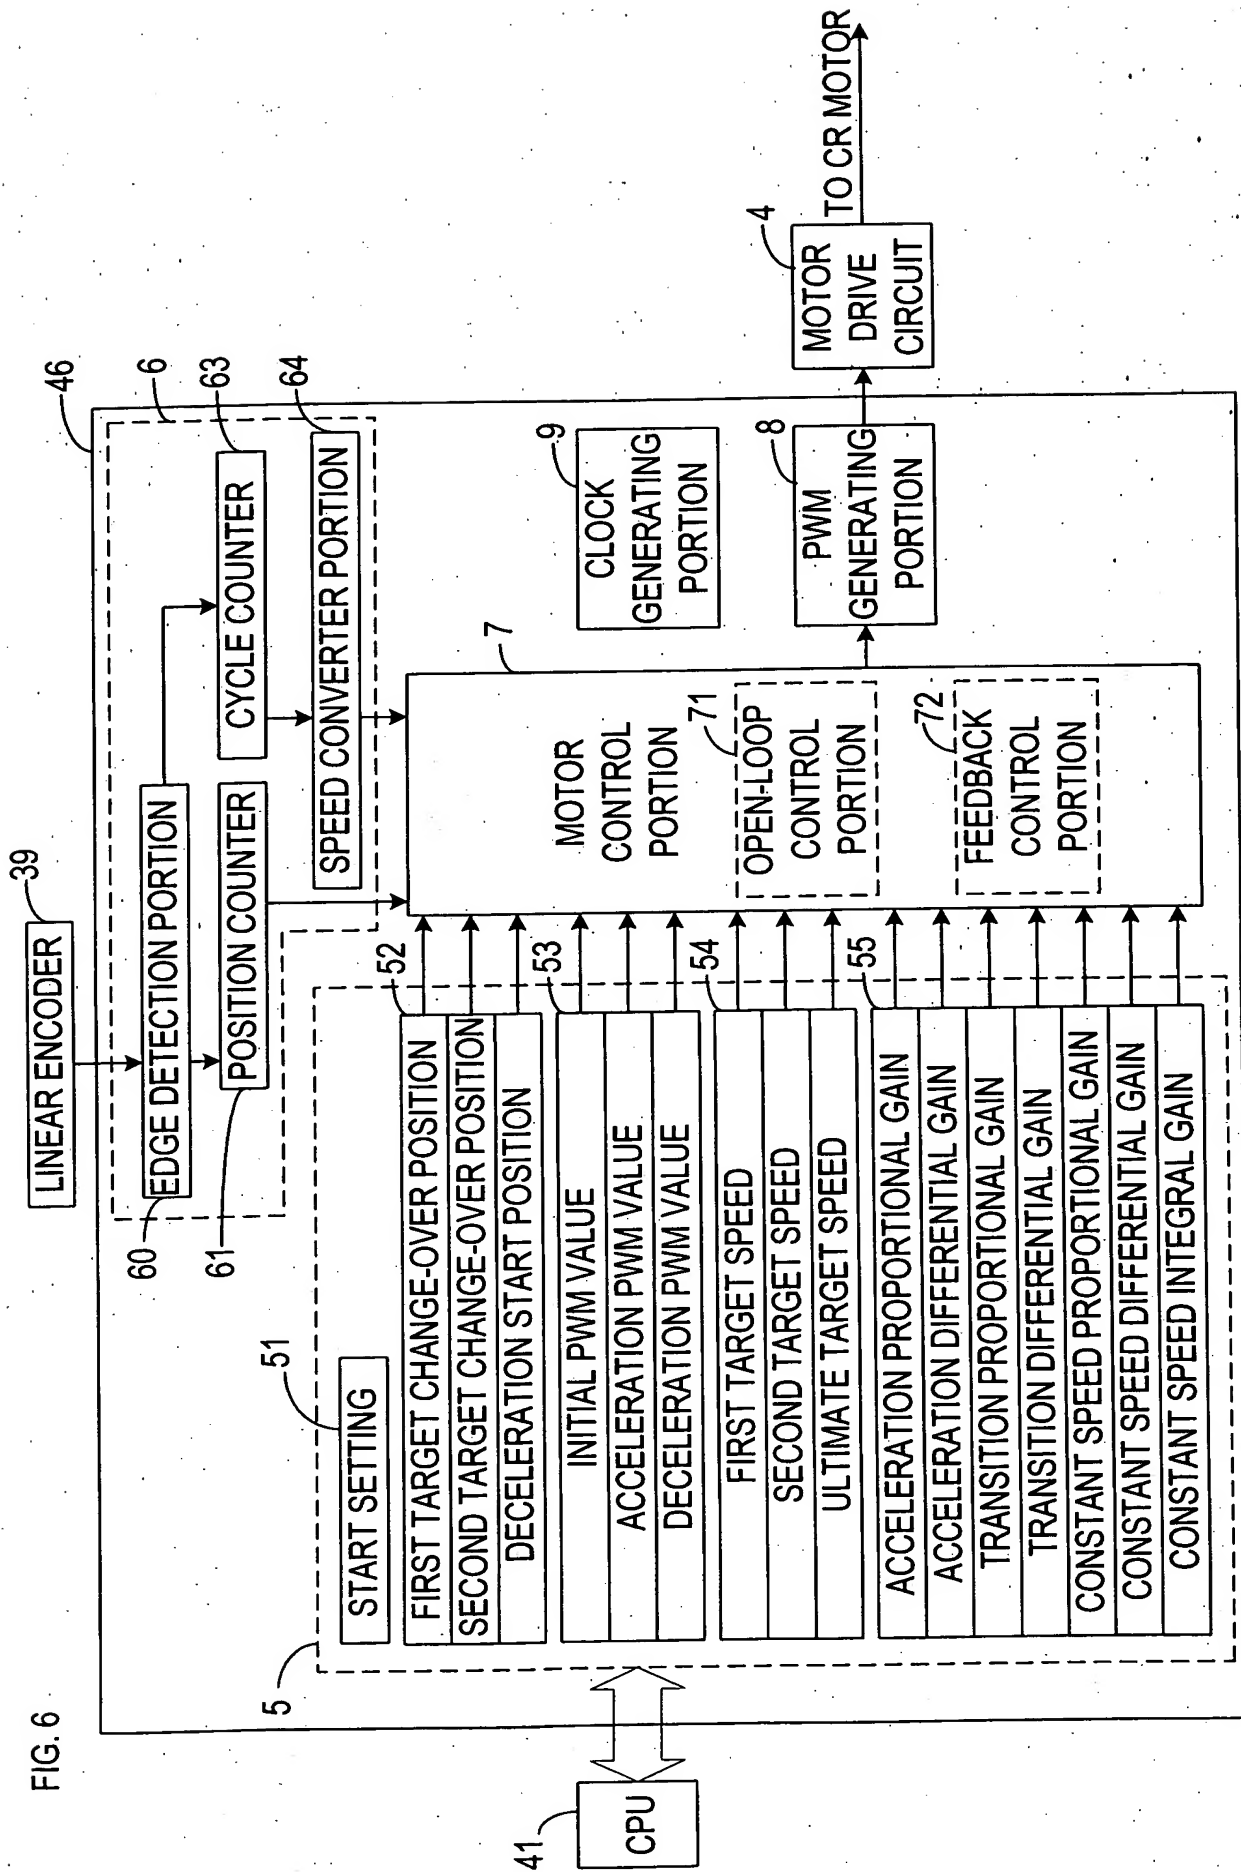 FIG. 6
LINEAR ENCODER
39
46
6
60
EDGE DETECTION PORTION
61
POSITION COUNTER
63
CYCLE COUNTER
64
SPEED CONVERTER PORTION
5
51
START SETTING
52
FIRST TARGET CHANGE-OVER POSITION
SECOND TARGET CHANGE-OVER POSITION
DECELERATION START POSITION
53
INITIAL PWM VALUE
ACCELERATION PWM VALUE
DECELERATION PWM VALUE
54
FIRST TARGET SPEED
SECOND TARGET SPEED
ULTIMATE TARGET SPEED
55
ACCELERATION PROPORTIONAL GAIN
ACCELERATION DIFFERENTIAL GAIN
TRANSITION PROPORTIONAL GAIN
TRANSITION DIFFERENTIAL GAIN
CONSTANT SPEED PROPORTIONAL GAIN
CONSTANT SPEED DIFFERENTIAL GAIN
CONSTANT SPEED INTEGRAL GAIN
41
CPU
7
MOTOR
CONTROL
PORTION
71
OPEN-LOOP
CONTROL
PORTION
72
FEEDBACK
CONTROL
PORTION
9
CLOCK
GENERATING
PORTION
8
PWM
GENERATING
PORTION
4
MOTOR
DRIVE
CIRCUIT
TO CR MOTOR